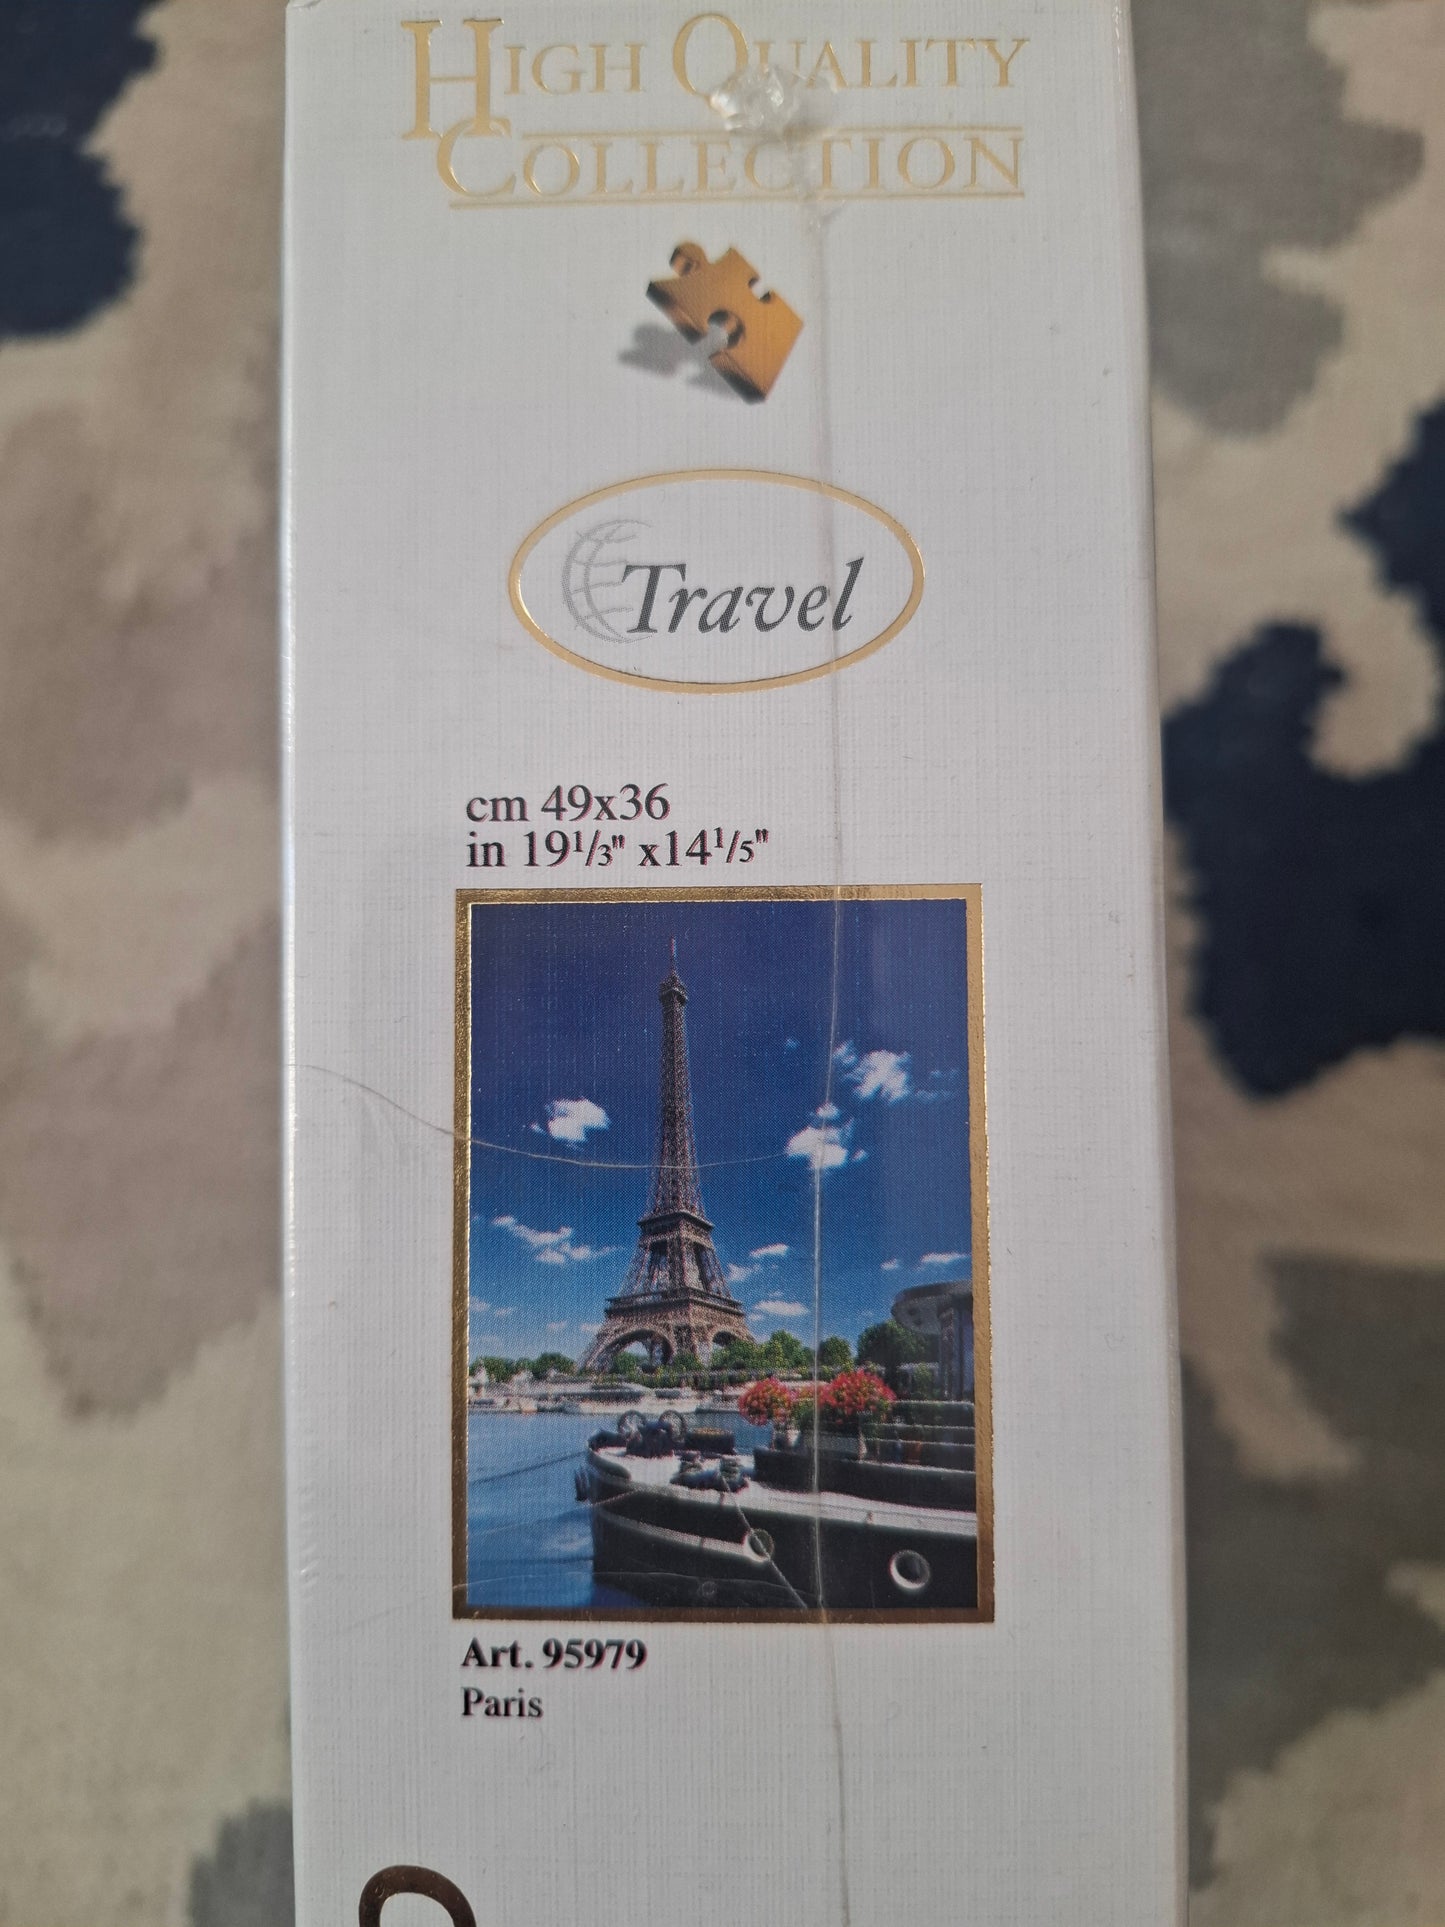 HIGH QUALITY
COLLECTION
Travel
cm 49x36
in 19¹/₃" x14¹/₅"
Art. 95979
Paris